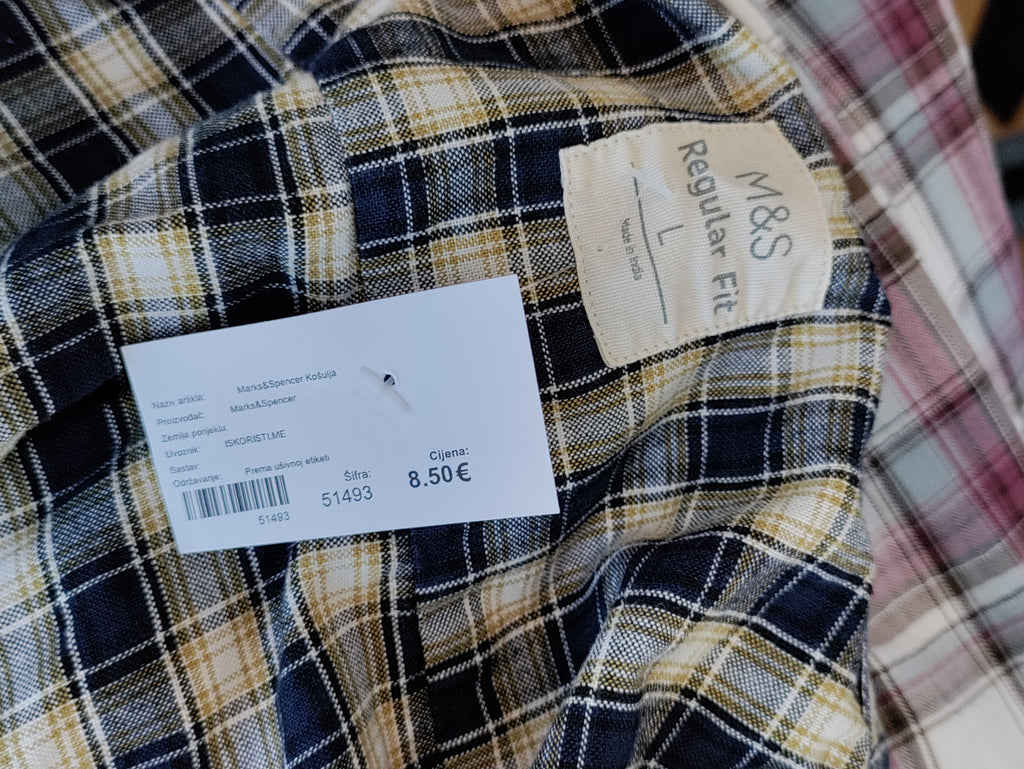 Naziv artikla: Marks&Spencer Košulja
Proizvođač: Marks&Spencer
Zemlja porijekla:
Uvoznik: ISKORISTI.ME
Sastav:
Održavanje: Prema ušivnoj etiketi
51493
Šifra:
51493
Cijena:
8.50€
M&S
Regular Fit
L
Made in India